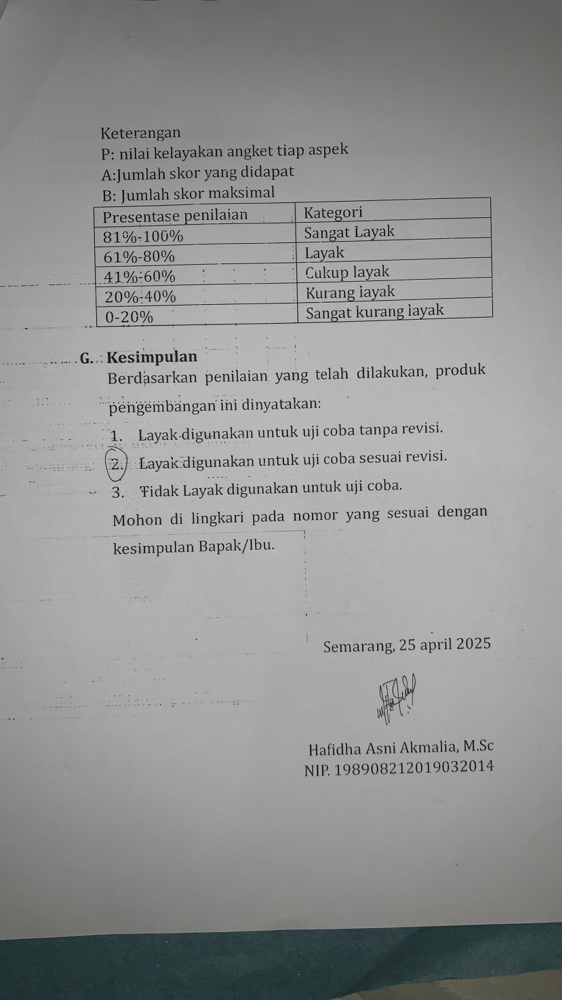 Keterangan
P: nilai kelayakan angket tiap aspek
A:Jumlah skor yang didapat
B: Jumlah skor maksimal
Presentase penilaian Kategori
81%-100% Sangat Layak
61%-80% Layak
41%-60% Cukup layak
20%-40% Kurang layak
0-20% Sangat kurang layak
G. Kesimpulan
Berdasarkan penilaian yang telah dilakukan, produk
pengembangan ini dinyatakan:
1. Layak digunakan untuk uji coba tanpa revisi.
2. Layak digunakan untuk uji coba sesuai revisi.
3. Tidak Layak digunakan untuk uji coba.
Mohon di lingkari pada nomor yang sesuai dengan
kesimpulan Bapak/Ibu.
Semarang, 25 april 2025
Hafidha Asni Akmalia, M.Sc
NIP. 198908212019032014